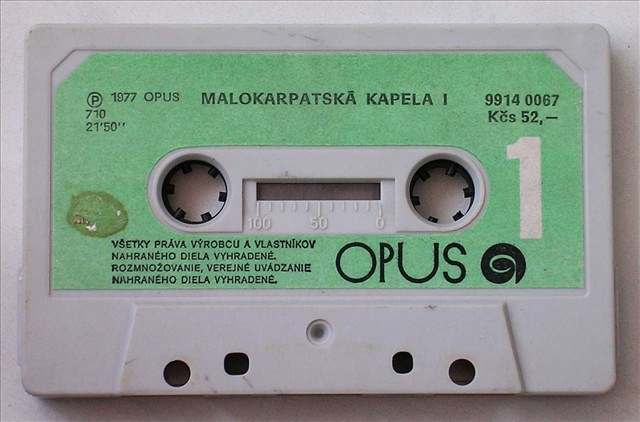 Ⓟ 1977 OPUS
710
21'50''
MALOKARPATSKÁ KAPELA I
9914 0067
Kčs 52,—
1
100 50 0
VŠETKY PRÁVA VÝROBCU A VLASTNÍKOV
NAHRANÉHO DIELA VYHRADENÉ.
ROZMNOŽOVANIE, VEREJNÉ UVÁDZANIE
NAHRANÉHO DIELA VYHRADENÉ.
OPUS